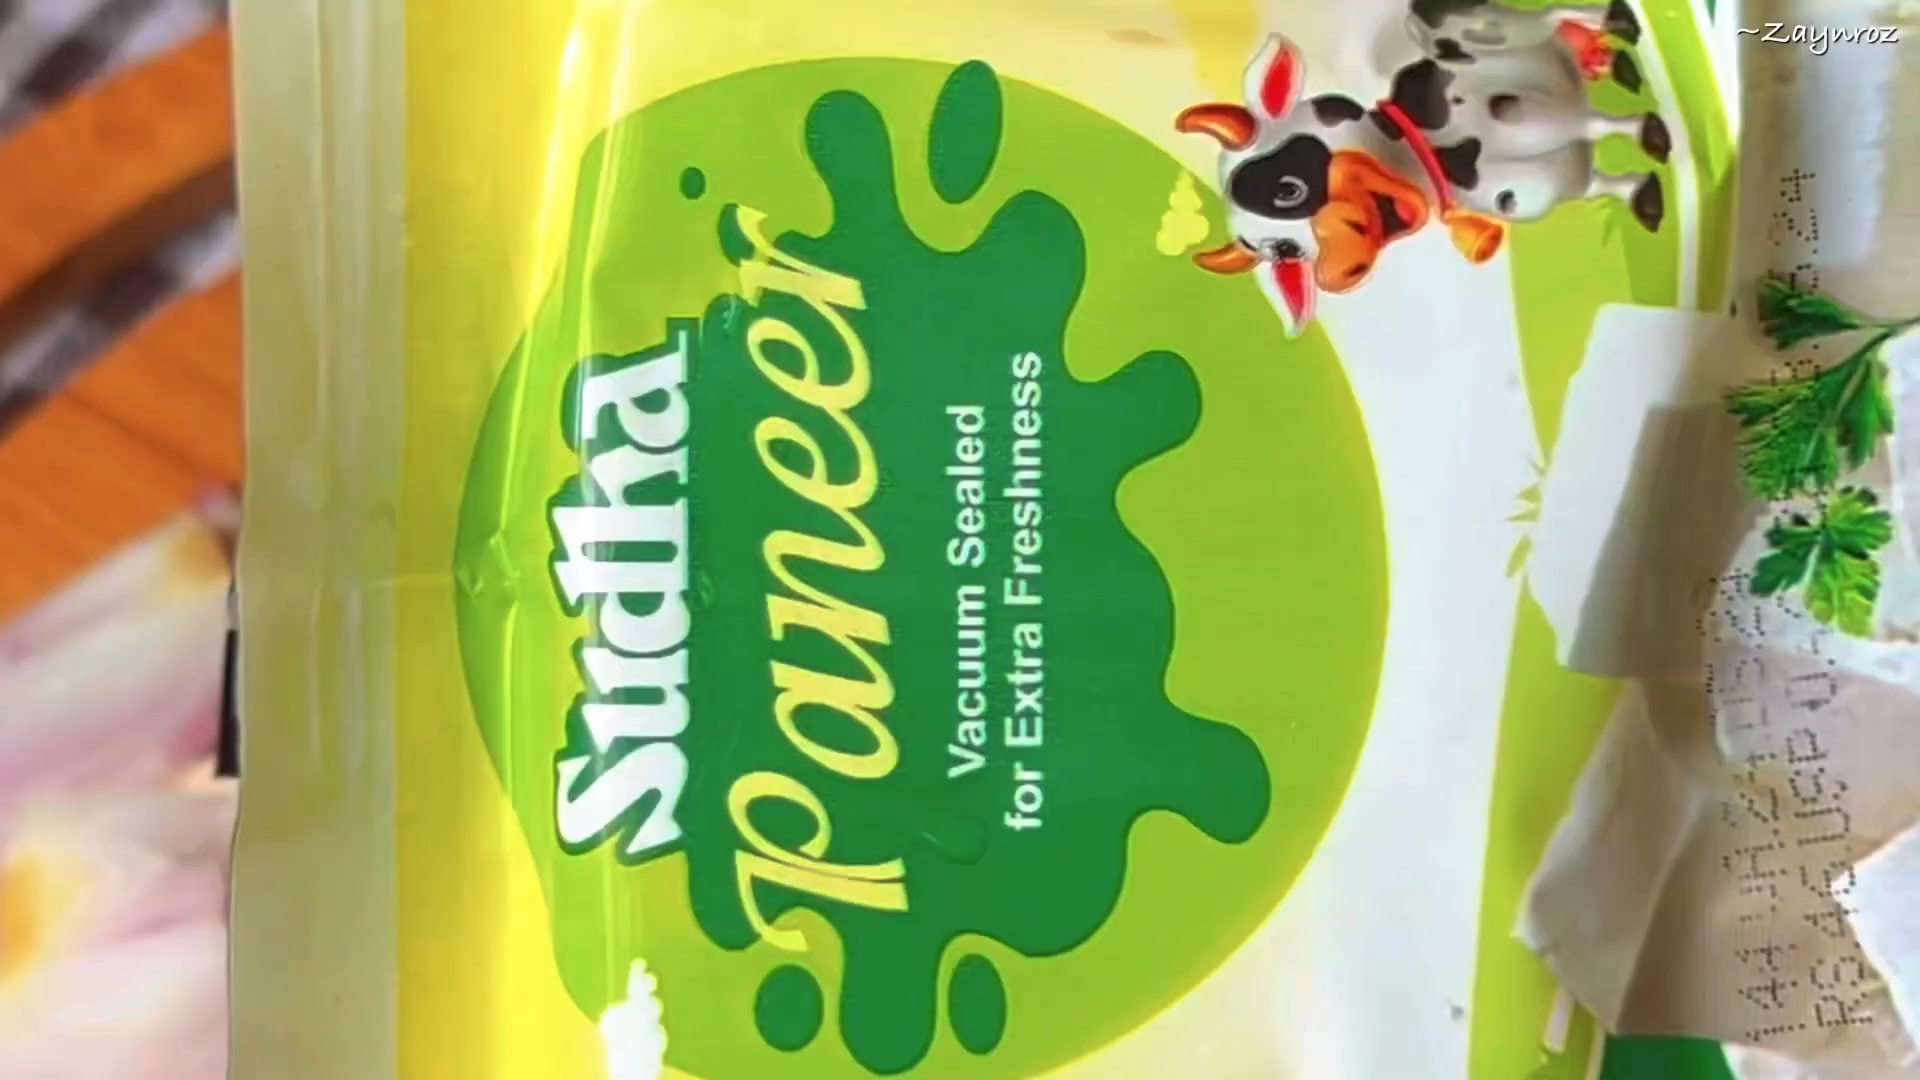 Sudha
Paneer
Vacuum Sealed
for Extra Freshness
~Zaynroz